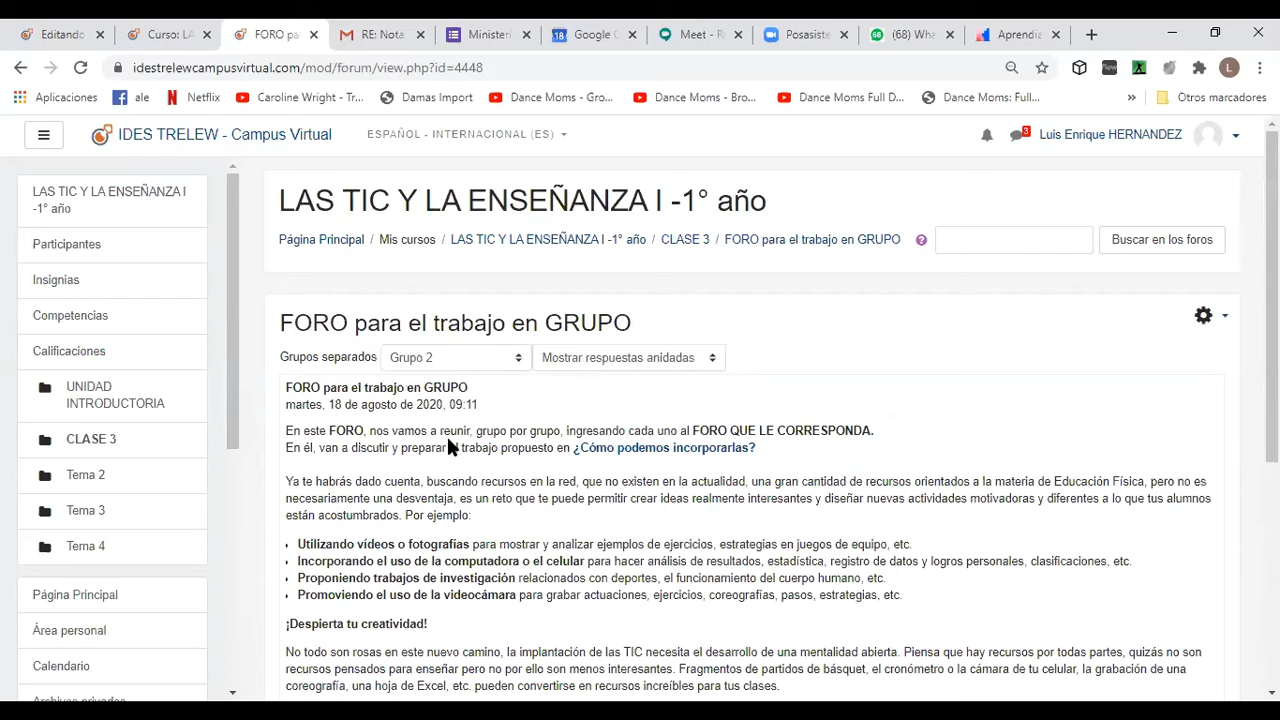 Editando
Curso: LA
FORO pa
RE: Nota
Ministeri
Google C
Meet - R
Posasiste
(68) Wha
Aprendia
idestrelewcampusvirtual.com/mod/forum/view.php?id=4448
L
Aplicaciones
ale
Netflix
Caroline Wright - Tr...
Damas Import
Dance Moms - Gro...
Dance Moms - Bro...
Dance Moms Full D...
Dance Moms: Full...
»
Otros marcadores
IDES TRELEW - Campus Virtual
ESPAÑOL - INTERNACIONAL (ES)
3
Luis Enrique HERNANDEZ
LAS TIC Y LA ENSEÑANZA I
-1° año
Participantes
Insignias
Competencias
Calificaciones
UNIDAD
INTRODUCTORIA
CLASE 3
Tema 2
Tema 3
Tema 4
Página Principal
Área personal
Calendario
Archivos privados
LAS TIC Y LA ENSEÑANZA I -1° año
Página Principal / Mis cursos / LAS TIC Y LA ENSEÑANZA I -1° año / CLASE 3 / FORO para el trabajo en GRUPO
Buscar en los foros
FORO para el trabajo en GRUPO
Grupos separados Grupo 2 Mostrar respuestas anidadas
FORO para el trabajo en GRUPO
martes, 18 de agosto de 2020, 09:11
En este FORO, nos vamos a reunir, grupo por grupo, ingresando cada uno al FORO QUE LE CORRESPONDA.
En él, van a discutir y preparar el trabajo propuesto en ¿Cómo podemos incorporarlas?
Ya te habrás dado cuenta, buscando recursos en la red, que no existen en la actualidad, una gran cantidad de recursos orientados a la materia de Educación Física, pero no es
necesariamente una desventaja, es un reto que te puede permitir crear ideas realmente interesantes y diseñar nuevas actividades motivadoras y diferentes a lo que tus alumnos
están acostumbrados. Por ejemplo:
• Utilizando vídeos o fotografías para mostrar y analizar ejemplos de ejercicios, estrategias en juegos de equipo, etc.
• Incorporando el uso de la computadora o el celular para hacer análisis de resultados, estadística, registro de datos y logros personales, clasificaciones, etc.
• Proponiendo trabajos de investigación relacionados con deportes, el funcionamiento del cuerpo humano, etc.
• Promoviendo el uso de la videocámara para grabar actuaciones, ejercicios, coreografías, pasos, estrategias, etc.
¡Despierta tu creatividad!
No todo son rosas en este nuevo camino, la implantación de las TIC necesita el desarrollo de una mentalidad abierta. Piensa que hay recursos por todas partes, quizás no son
recursos pensados para enseñar pero no por ello son menos interesantes. Fragmentos de partidos de básquet, el cronómetro o la cámara de tu celular, la grabación de una
coreografía, una hoja de Excel, etc. pueden convertirse en recursos increíbles para tus clases.